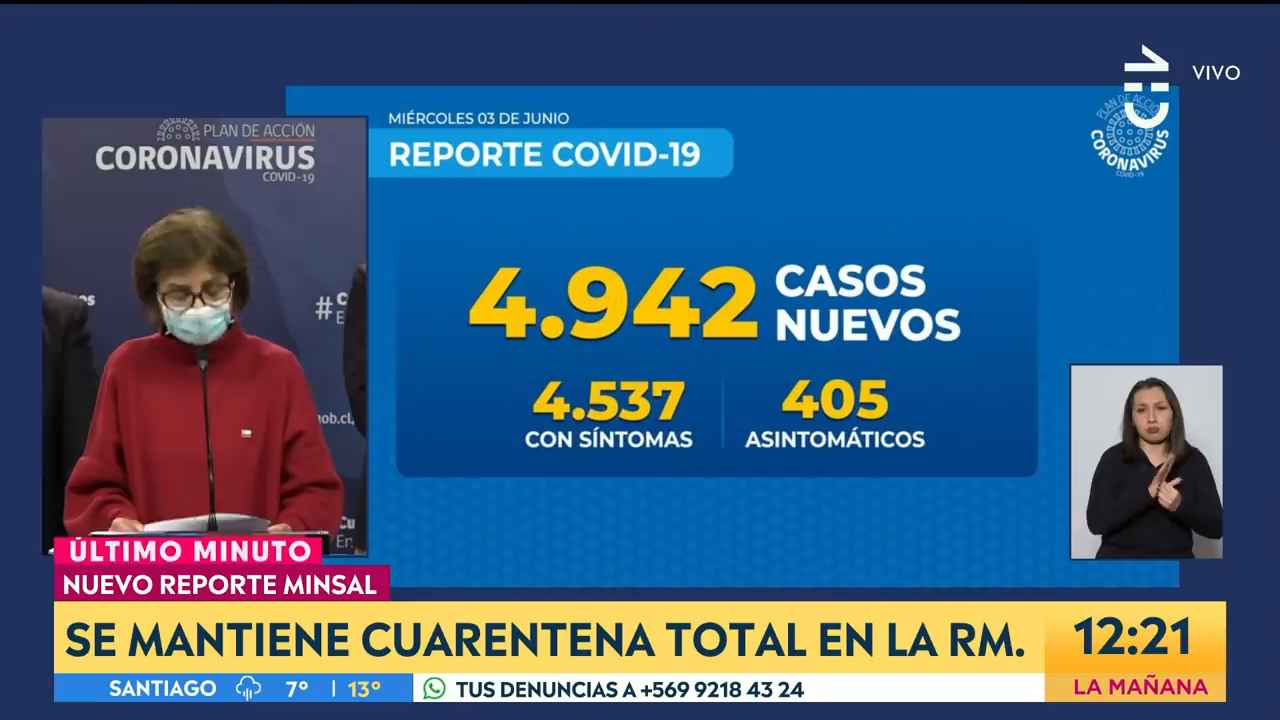 VIVO
PLAN DE ACCIÓN
CORONAVIRUS
COVID-19
MIÉRCOLES 03 DE JUNIO
REPORTE COVID-19
PLAN DE ACCIÓN
CORONAVIRUS
COVID-19
4.942 CASOS NUEVOS
4.537
CON SÍNTOMAS
405
ASINTOMÁTICOS
ÚLTIMO MINUTO
NUEVO REPORTE MINSAL
SE MANTIENE CUARENTENA TOTAL EN LA RM.
12:21
LA MAÑANA
SANTIAGO 7° | 13°
TUS DENUNCIAS A +569 9218 43 24